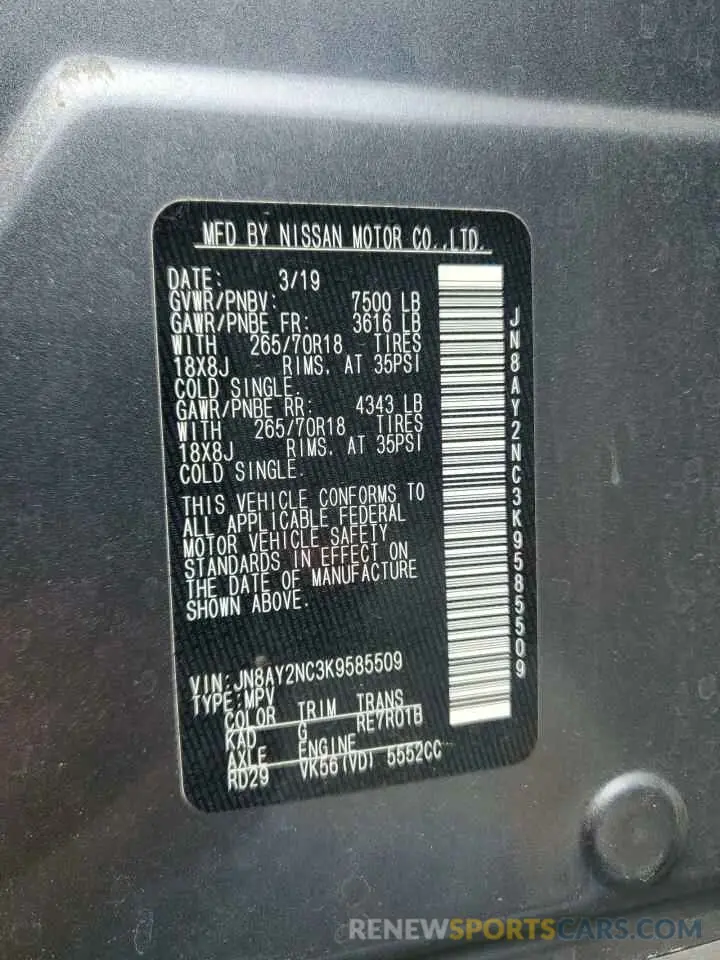 MFD BY NISSAN MOTOR CO.,LTD.
DATE: 3/19
GVWR/PNBV: 7500 LB
GAWR/PNBE FR: 3616 LB
WITH 265/70R18 TIRES
18X8J RIMS, AT 35PSI
COLD SINGLE.
GAWR/PNBE RR: 4343 LB
WITH 265/70R18 TIRES
18X8J RIMS. AT 35PSI
COLD SINGLE.
THIS VEHICLE CONFORMS TO
ALL APPLICABLE FEDERAL
MOTOR VEHICLE SAFETY
STANDARDS IN EFFECT ON
THE DATE OF MANUFACTURE
SHOWN ABOVE.
VIN:JN8AY2NC3K9585509
TYPE:MPV
COLOR TRIM TRANS
KAD G RE7R01B
AXLE ENGINE
RD29 VK56(VD) 5552CC
JN8AY2NC3K9585509
RENEWSPORTSCARS.COM